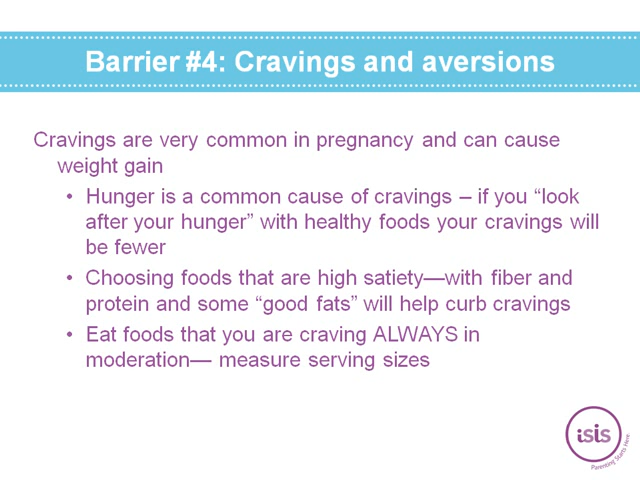 Barrier #4: Cravings and aversions
Cravings are very common in pregnancy and can cause
weight gain
• Hunger is a common cause of cravings – if you “look
after your hunger” with healthy foods your cravings will
be fewer
• Choosing foods that are high satiety—with fiber and
protein and some “good fats” will help curb cravings
• Eat foods that you are craving ALWAYS in
moderation— measure serving sizes
isis
Parenting Starts Here.